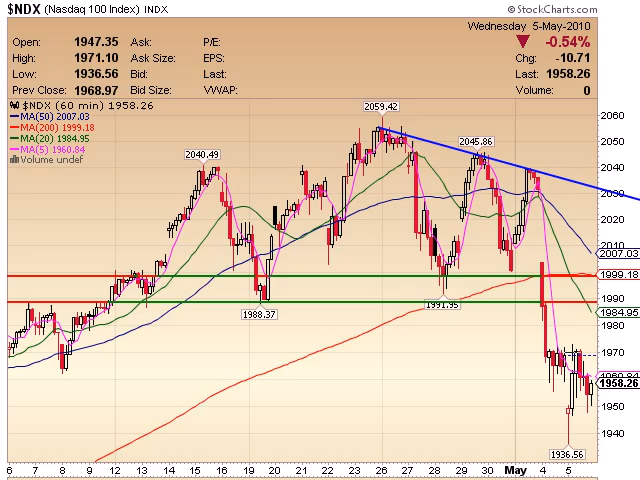 $NDX (Nasdaq 100 Index) INDX
© StockCharts.com
Wednesday 5-May-2010
Open: 1947.35 Ask: P/E: ▼ -0.54%
High: 1971.10 Ask Size: EPS: Chg: -10.71
Low: 1936.56 Bid: Last: Last: 1958.26
Prev Close: 1968.97 Bid Size: VWAP: Volume: 0
$NDX (60 min) 1958.26
MA(50) 2007.03
MA(200) 1999.18
MA(20) 1984.95
MA(5) 1960.84
Volume undef
2059.42
2045.86
2040.49
1991.95
1988.37
1936.56
2060
2050
2040
2030
2020
2010
2007.03
1999.18
1990
1984.95
1980
1970
1960.84
1958.26
1950
1940
6 7 8 9 12 13 14 15 16 19 20 21 22 23 26 27 28 29 30 May 4 5